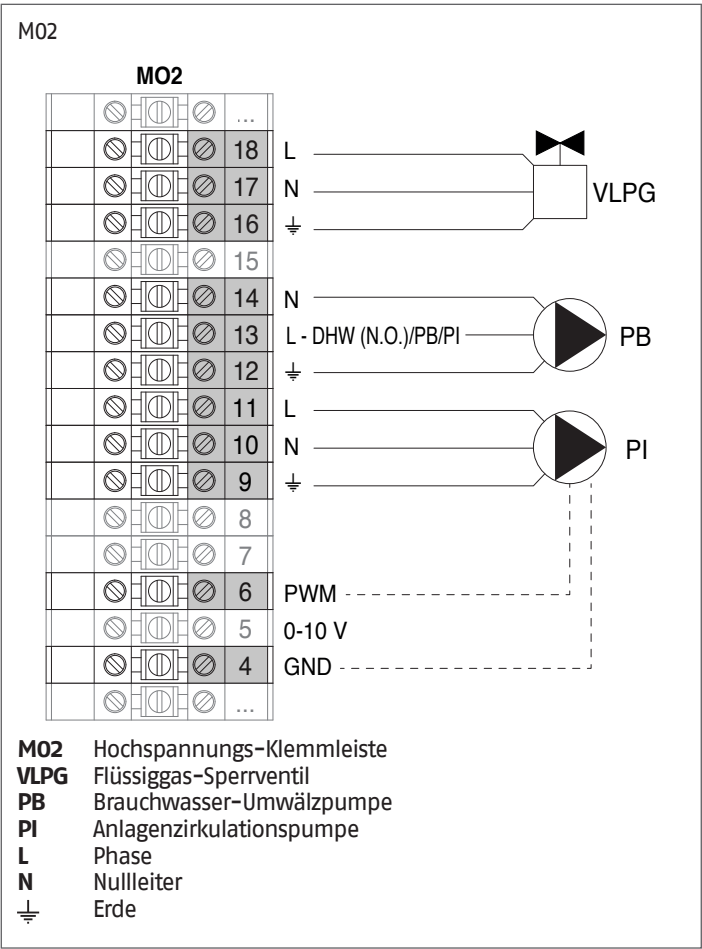 M02
MO2
...
18 L
17 N VLPG
16 ⏚
15
14 N
13 L - DHW (N.O.)/PB/PI PB
12 ⏚
11 L
10 N PI
9 ⏚
8
7
6 PWM
5 0-10 V
4 GND
...
M02 Hochspannungs-Klemmleiste
VLPG Flüssiggas-Sperrventil
PB Brauchwasser-Umwälzpumpe
PI Anlagenzirkulationspumpe
L Phase
N Nullleiter
⏚ Erde